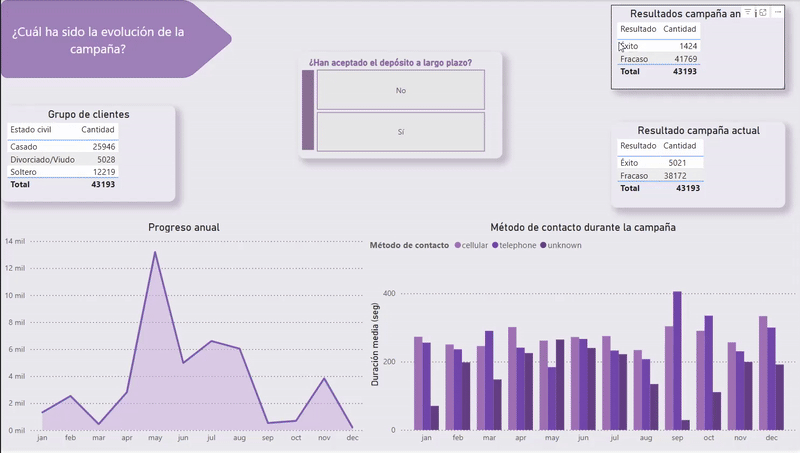 ¿Cuál ha sido la evolución de la
campaña?
¿Han aceptado el depósito a largo plazo?
No
Sí
Resultados campaña an
Resultado Cantidad
Éxito 1424
Fracaso 41769
Total 43193
Grupo de clientes
Estado civil Cantidad
Casado 25946
Divorciado/Viudo 5028
Soltero 12219
Total 43193
Resultado campaña actual
Resultado Cantidad
Éxito 5021
Fracaso 38172
Total 43193
Progreso anual
14 mil
12 mil
10 mil
8 mil
6 mil
4 mil
2 mil
0 mil
jan feb mar apr may jun jul aug sep oct nov dec
Método de contacto durante la campaña
Método de contacto cellular telephone unknown
Duración media (seg)
400
200
0
jan feb mar apr may jun jul aug sep oct nov dec